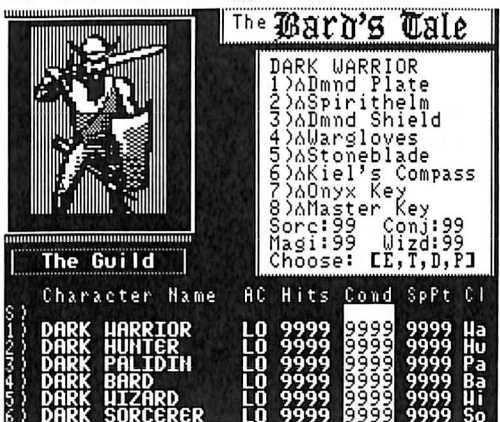 The Bard's Tale
DARK WARRIOR
1)∆Dmnd Plate
2)∆Spirithelm
3)∆Dmnd Shield
4)∆Wargloves
5)∆Stoneblade
6)∆Kiel's Compass
7)∆Onyx Key
8)∆Master Key
Sorc:99 Conj:99
Magi:99 Wizd:99
Choose: [E,T,D,P]
The Guild
Character Name AC Hits Cond SpPt Cl
S)
1) DARK WARRIOR LO 9999 9999 9999 Wa
2) DARK HUNTER LO 9999 9999 9999 Hu
3) DARK PALIDIN LO 9999 9999 9999 Pa
4) DARK BARD LO 9999 9999 9999 Ba
5) DARK WIZARD LO 9999 9999 9999 Wi
6) DARK SORCERER LO 9999 9999 9999 So